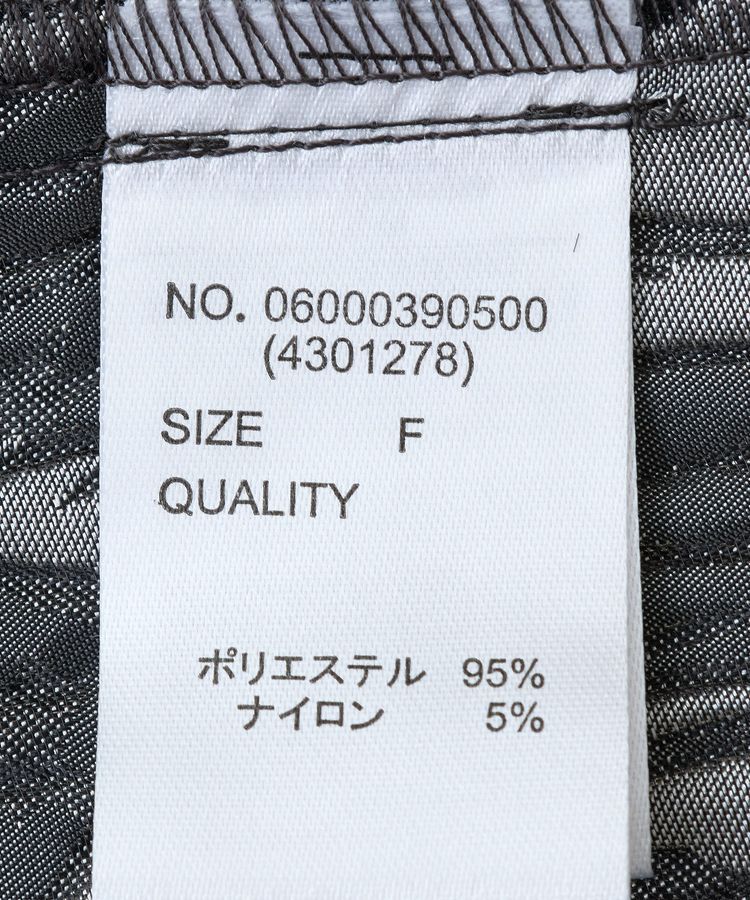 NO. 06000390500
(4301278)
SIZE F
QUALITY
ポリエステル 95%
ナイロン 5%